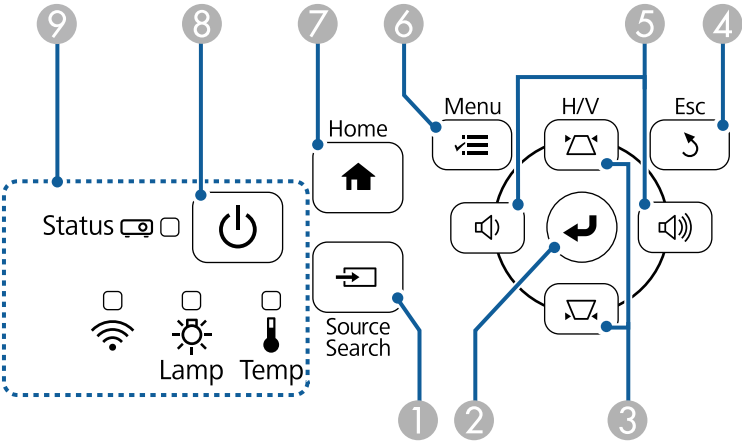 9 8 7 6 5 4
Menu H/V Esc
Home
Status
Source
Search
Lamp Temp
1 2 3